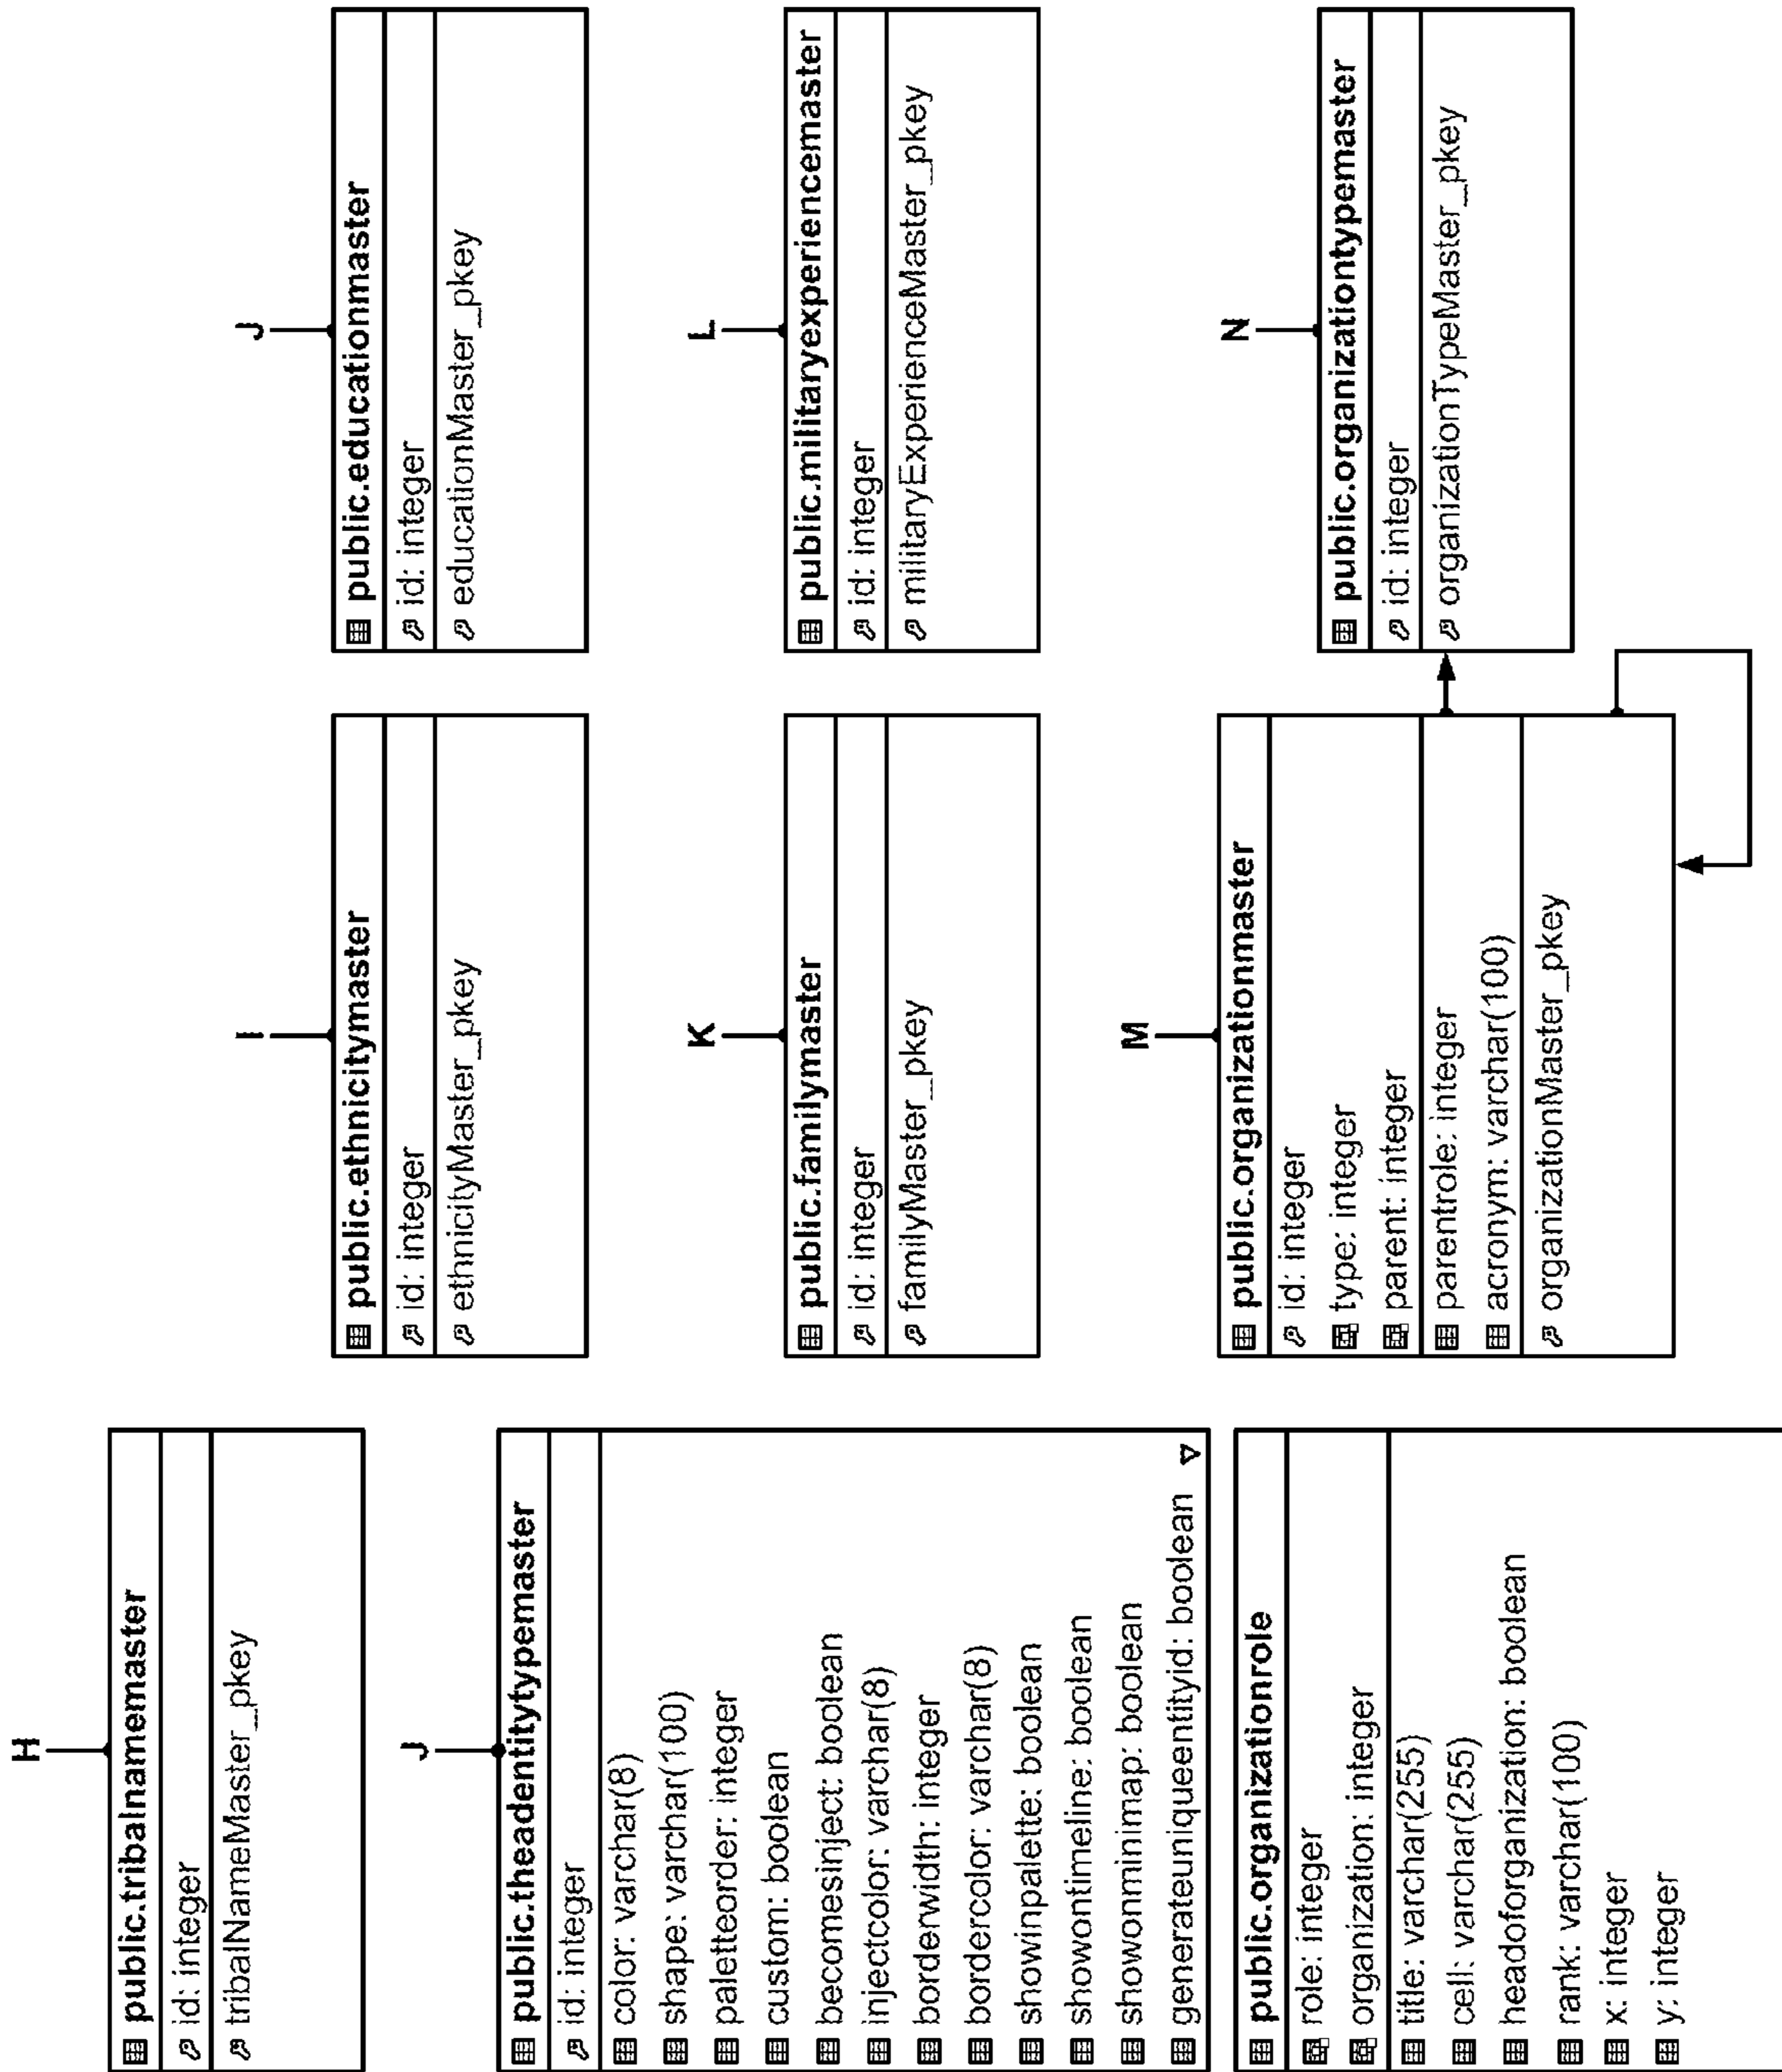 H
public.tribalnamemaster
id: integer
tribalNameMaster_pkey
I
public.ethnicitymaster
id: integer
ethnicityMaster_pkey
J
public.educationmaster
id: integer
educationMaster_pkey
J
public.theadentitytypemaster
id: integer
color: varchar(8)
shape: varchar(100)
paletteorder: integer
custom: boolean
becomesinject: boolean
injectcolor: varchar(8)
borderwidth: integer
bordercolor: varchar(8)
showinpalette: boolean
showontimeline: boolean
showonminimap: boolean
generateuniqueentityid: boolean
K
public.familymaster
id: integer
familyMaster_pkey
L
public.militaryexperiencemaster
id: integer
militaryExperienceMaster_pkey
public.organizationrole
role: integer
organization: integer
title: varchar(255)
cell: varchar(255)
headoforganization: boolean
rank: varchar(100)
x: integer
y: integer
M
public.organizationmaster
id: integer
type: integer
parent: integer
parentrole: integer
acronym: varchar(100)
organizationMaster_pkey
N
public.organizationtypemaster
id: integer
organizationTypeMaster_pkey